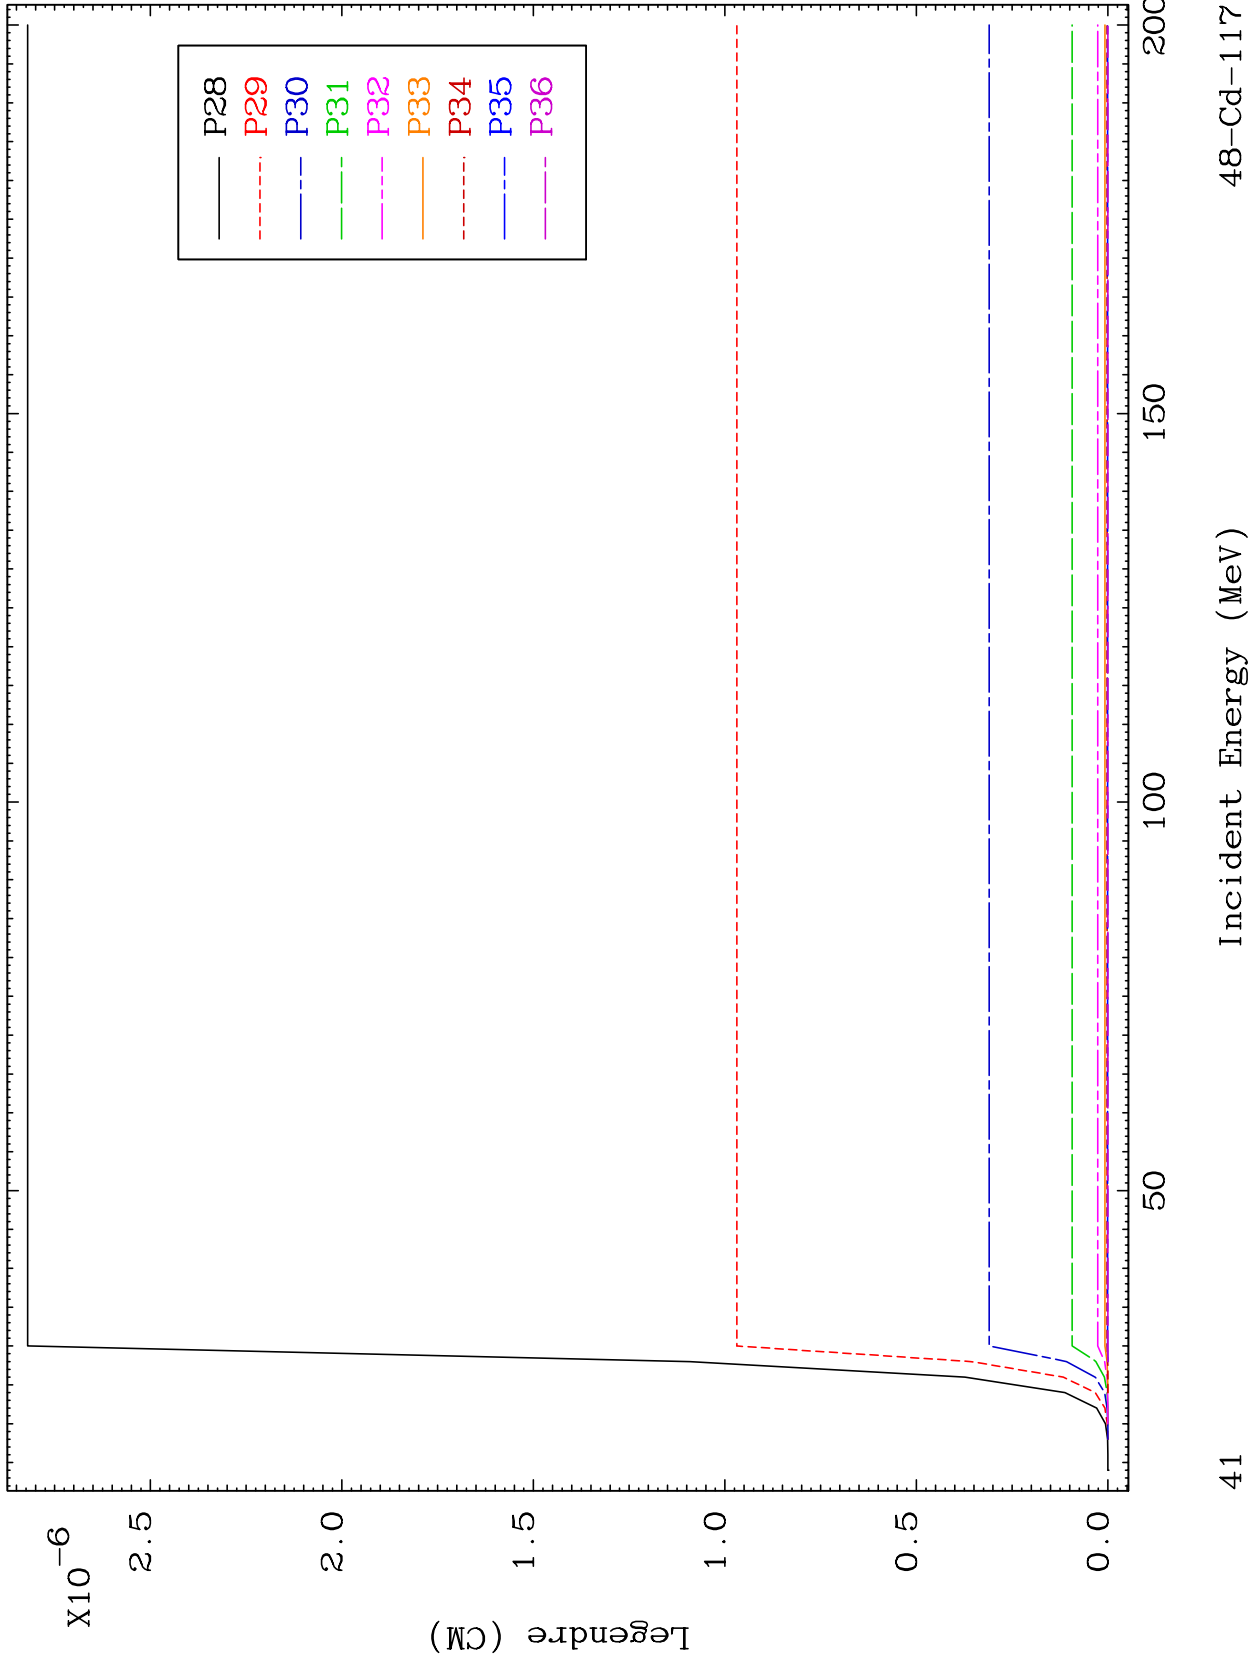 X10-6
2.5
2.0
1.5
1.0
0.5
0.0
Legendre (CM)
P28
P29
P30
P31
P32
P33
P34
P35
P36
50
100
150
200
Incident Energy (MeV)
41
48-Cd-117